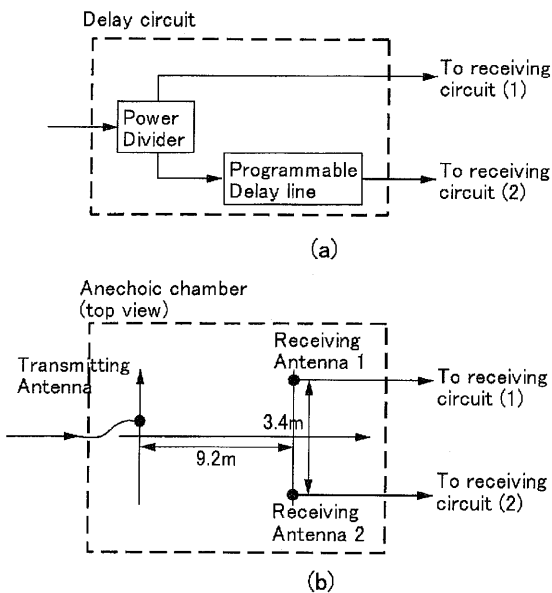 Delay circuit
Power
Divider
Programmable
Delay line
To receiving
circuit (1)
To receiving
circuit (2)
(a)
Anechoic chamber
(top view)
Transmitting
Antenna
Receiving
Antenna 1
3.4m
9.2m
Receiving
Antenna 2
To receiving
circuit (1)
To receiving
circuit (2)
(b)